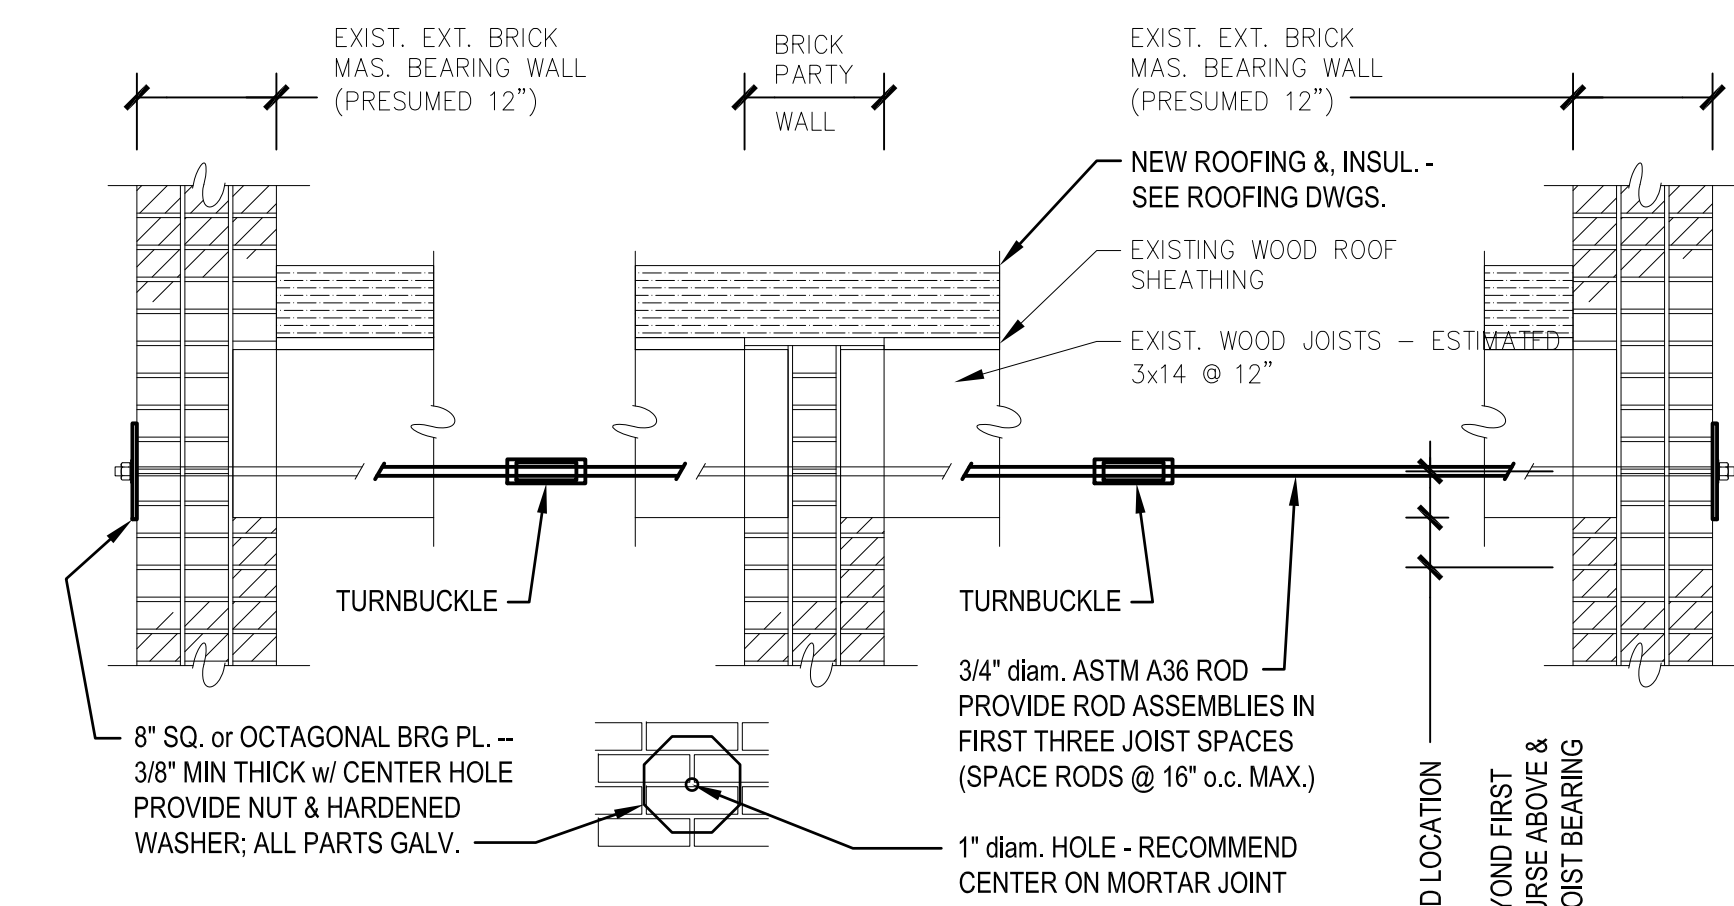 EXIST. EXT. BRICK
MAS. BEARING WALL
(PRESUMED 12")
BRICK
PARTY
WALL
EXIST. EXT. BRICK
MAS. BEARING WALL
(PRESUMED 12")
NEW ROOFING &, INSUL. -
SEE ROOFING DWGS.
EXISTING WOOD ROOF
SHEATHING
EXIST. WOOD JOISTS – ESTIMATED
3x14 @ 12"
TURNBUCKLE
TURNBUCKLE
3/4" diam. ASTM A36 ROD
PROVIDE ROD ASSEMBLIES IN
FIRST THREE JOIST SPACES
(SPACE RODS @ 16" o.c. MAX.)
8" SQ. or OCTAGONAL BRG PL. --
3/8" MIN THICK w/ CENTER HOLE
PROVIDE NUT & HARDENED
WASHER; ALL PARTS GALV.
1" diam. HOLE - RECOMMEND
CENTER ON MORTAR JOINT
LOCATION
FIRST
ABOVE &
BEARING